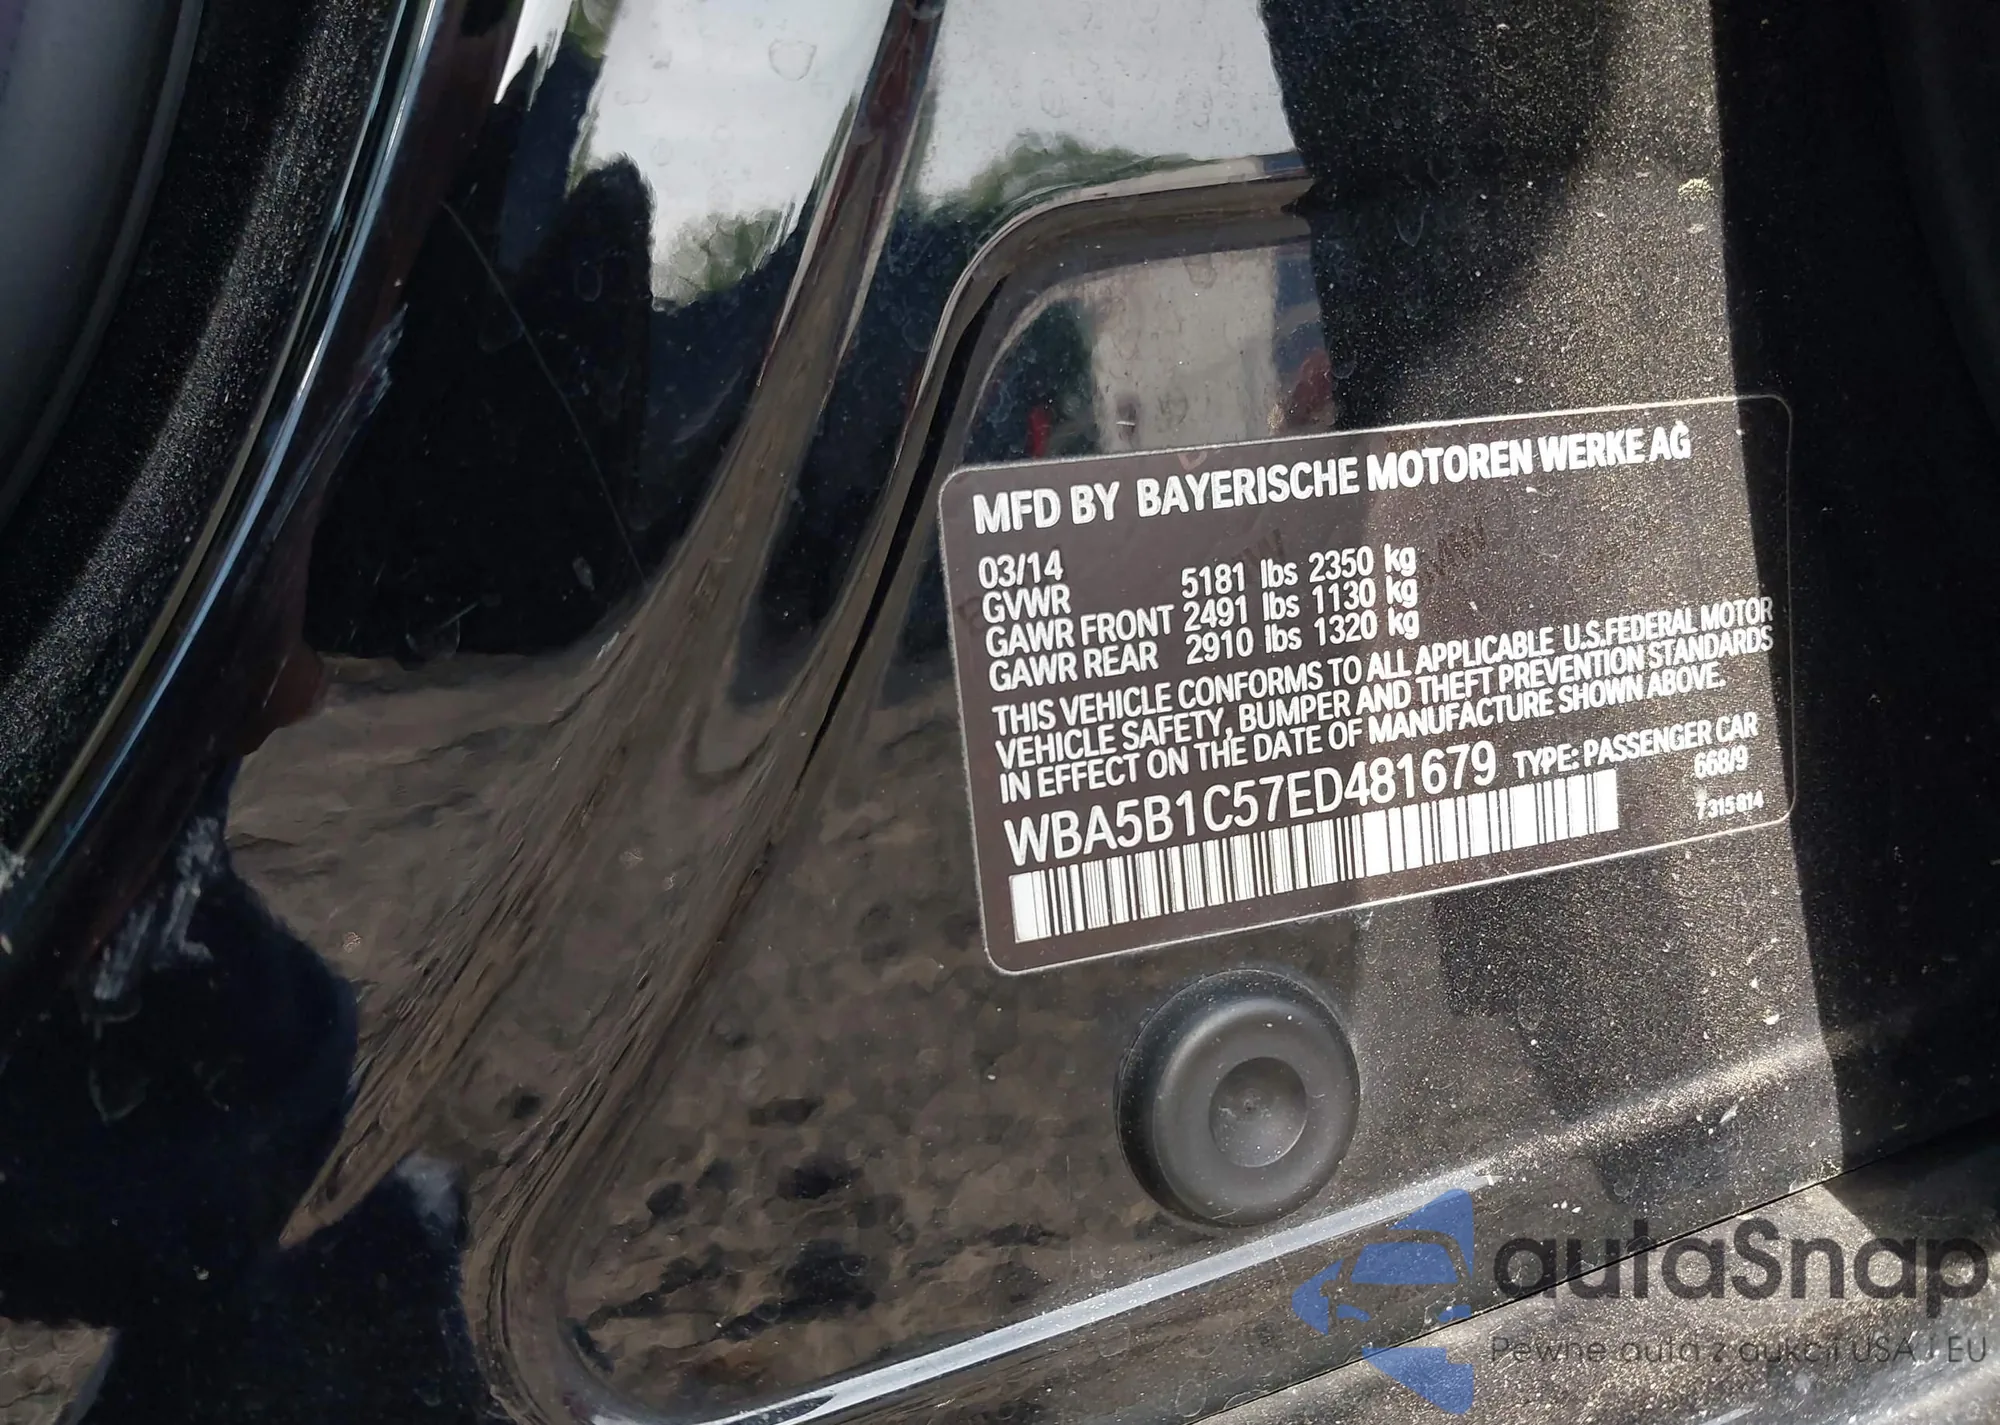 MFD BY BAYERISCHE MOTOREN WERKE AG
03/14
GVWR 5181 lbs 2350 kg
GAWR FRONT 2491 lbs 1130 kg
GAWR REAR 2910 lbs 1320 kg
THIS VEHICLE CONFORMS TO ALL APPLICABLE U.S.FEDERAL MOTOR
VEHICLE SAFETY, BUMPER AND THEFT PREVENTION STANDARDS
IN EFFECT ON THE DATE OF MANUFACTURE SHOWN ABOVE.
WBA5B1C57ED481679 TYPE: PASSENGER CAR
668/9
7315814
autaSnap
Pewne auta z aukcji USA i EU